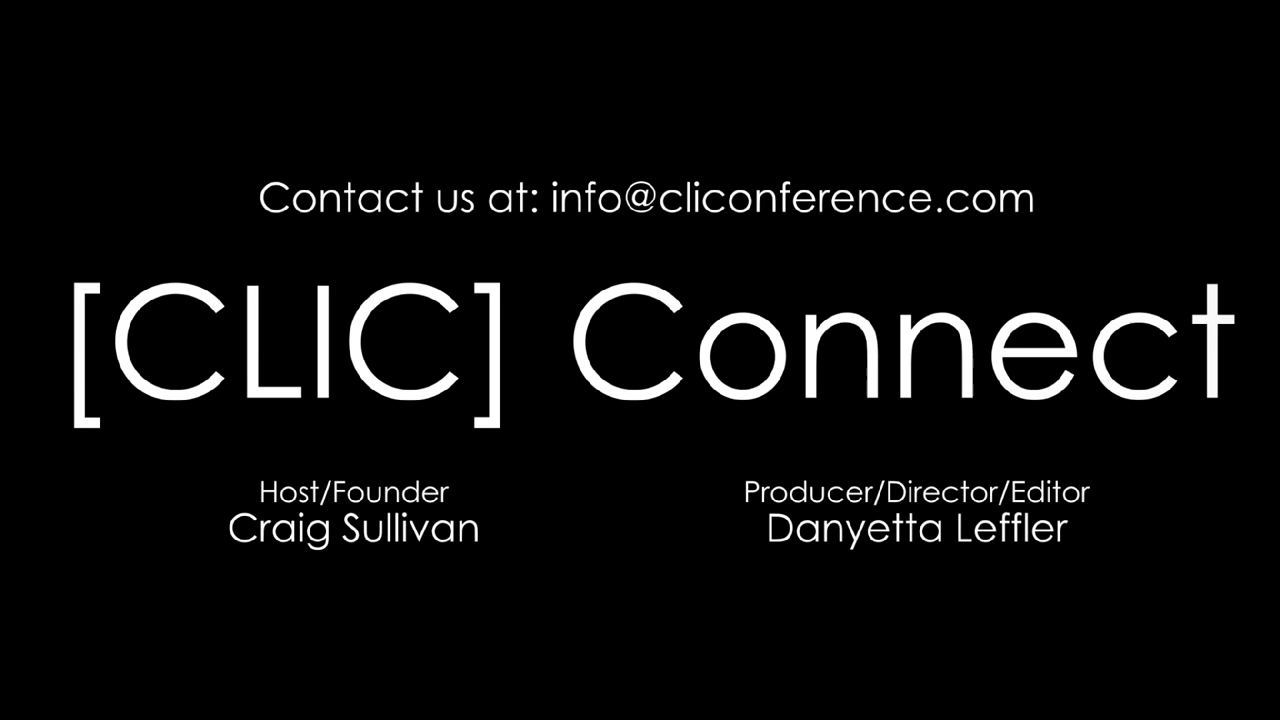 Contact us at: info@cliconference.com
[CLIC] Connect
Host/Founder
Craig Sullivan
Producer/Director/Editor
Danyetta Leffler